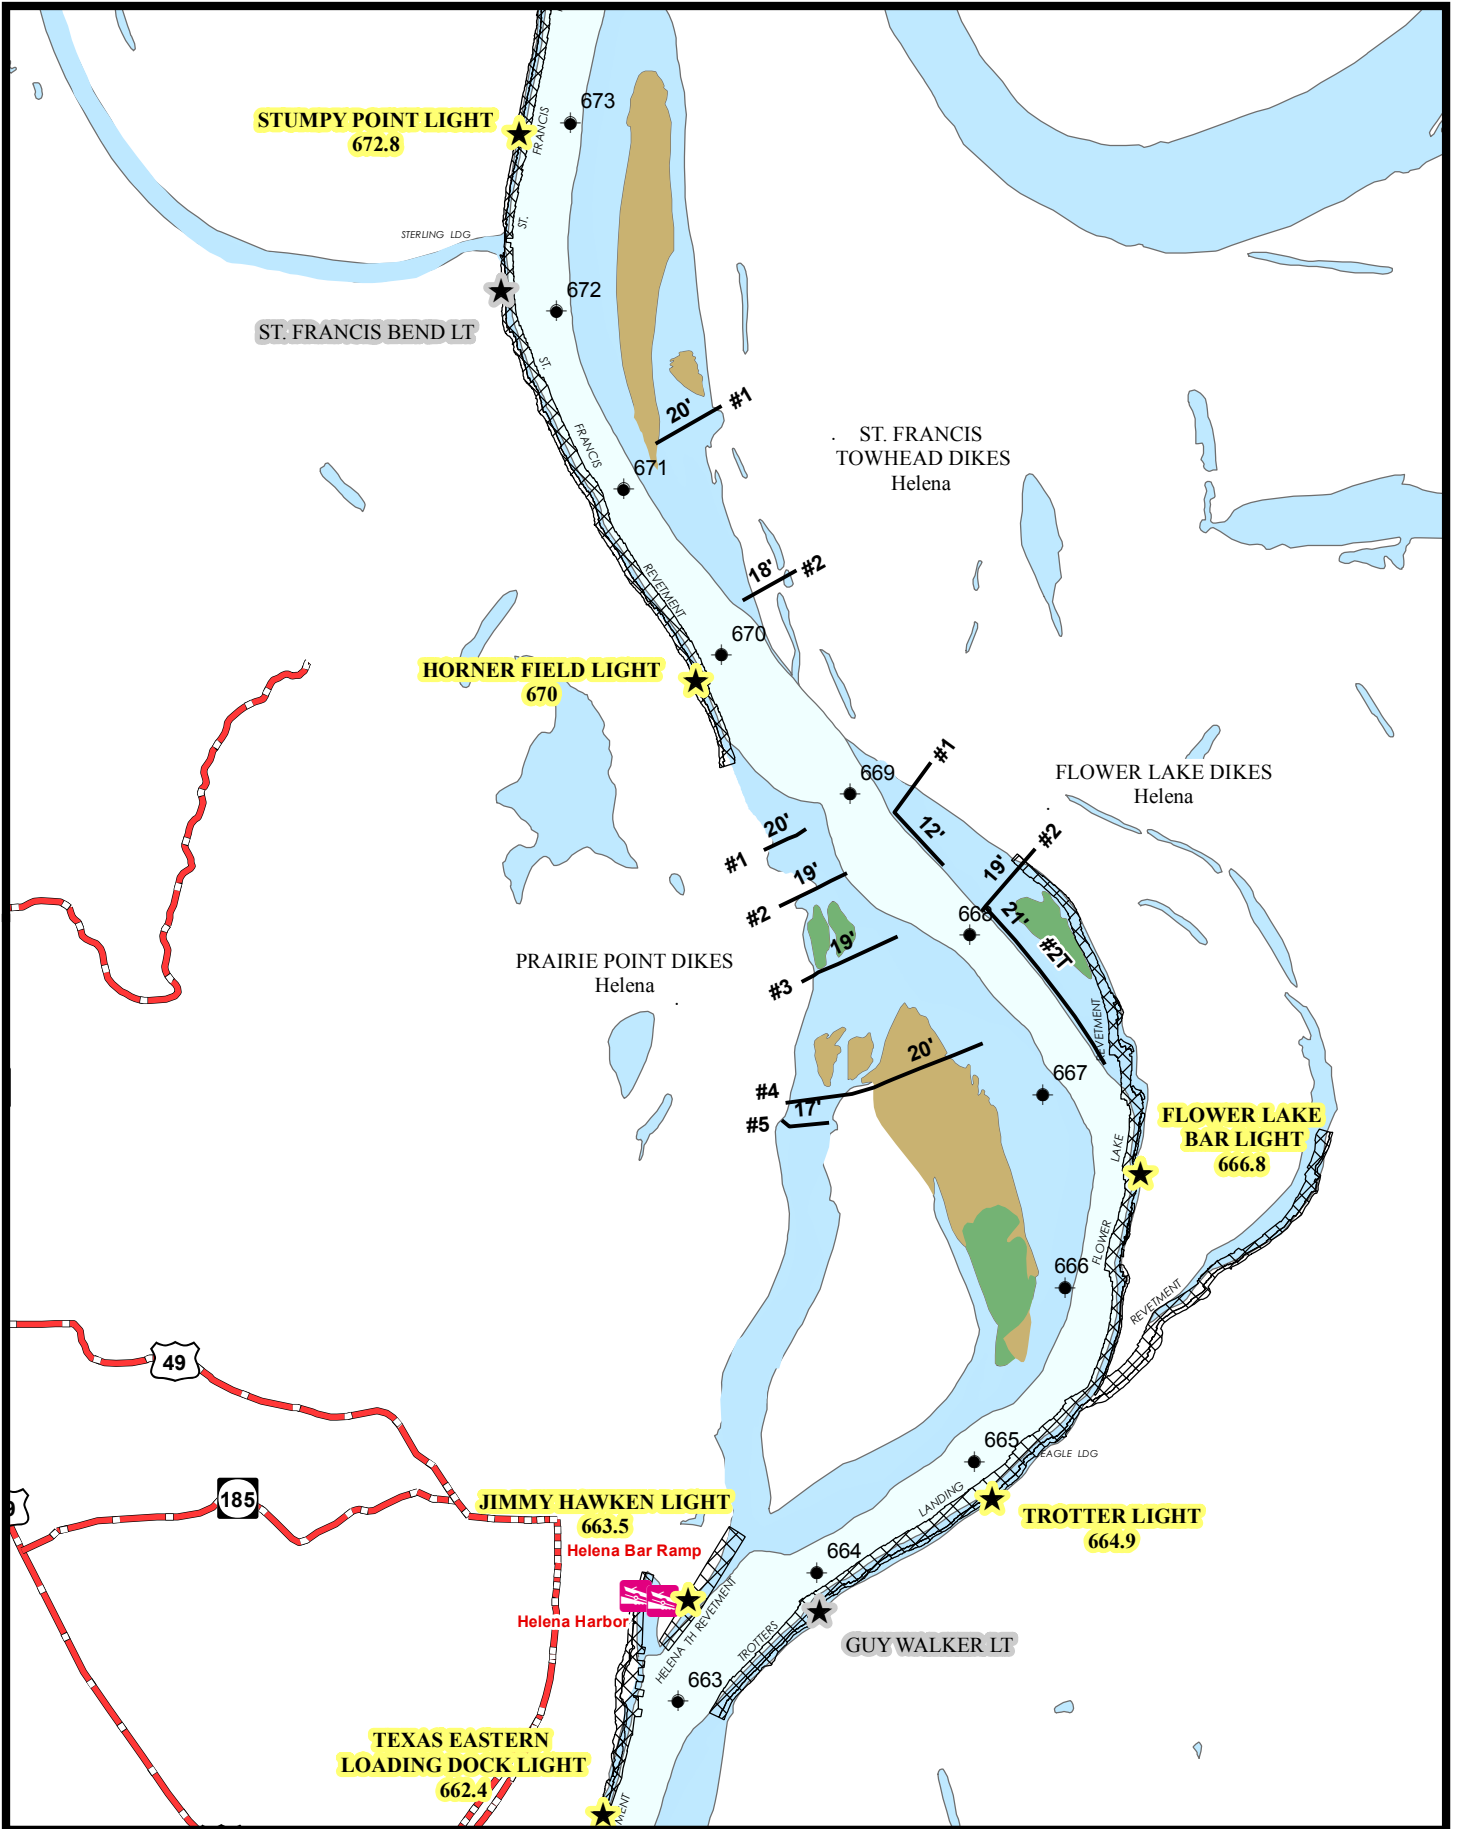 673
STUMPY POINT LIGHT
672.8
FRANCIS
ST.
STERLING LDG
672
ST. FRANCIS BEND LT
ST.
20'
#1
FRANCIS
ST. FRANCIS
TOWHEAD DIKES
Helena
671
18'
#2
REVETMENT
670
HORNER FIELD LIGHT
670
#1
669
FLOWER LAKE DIKES
Helena
20'
12'
#1
#2
19'
19'
#2
21'
668
#2T
19'
PRAIRIE POINT DIKES
Helena
#3
REVETMENT
20'
667
#4
17'
#5
FLOWER LAKE
BAR LIGHT
666.8
LAKE
FLOWER
666
REVETMENT
49
665
EAGLE LDG
185
JIMMY HAWKEN LIGHT
663.5
LANDING
TROTTER LIGHT
664.9
Helena Bar Ramp
664
Helena Harbor
HELENA TH REVETMENT
TROTTERS
GUY WALKER LT
663
TEXAS EASTERN
LOADING DOCK LIGHT
662.4